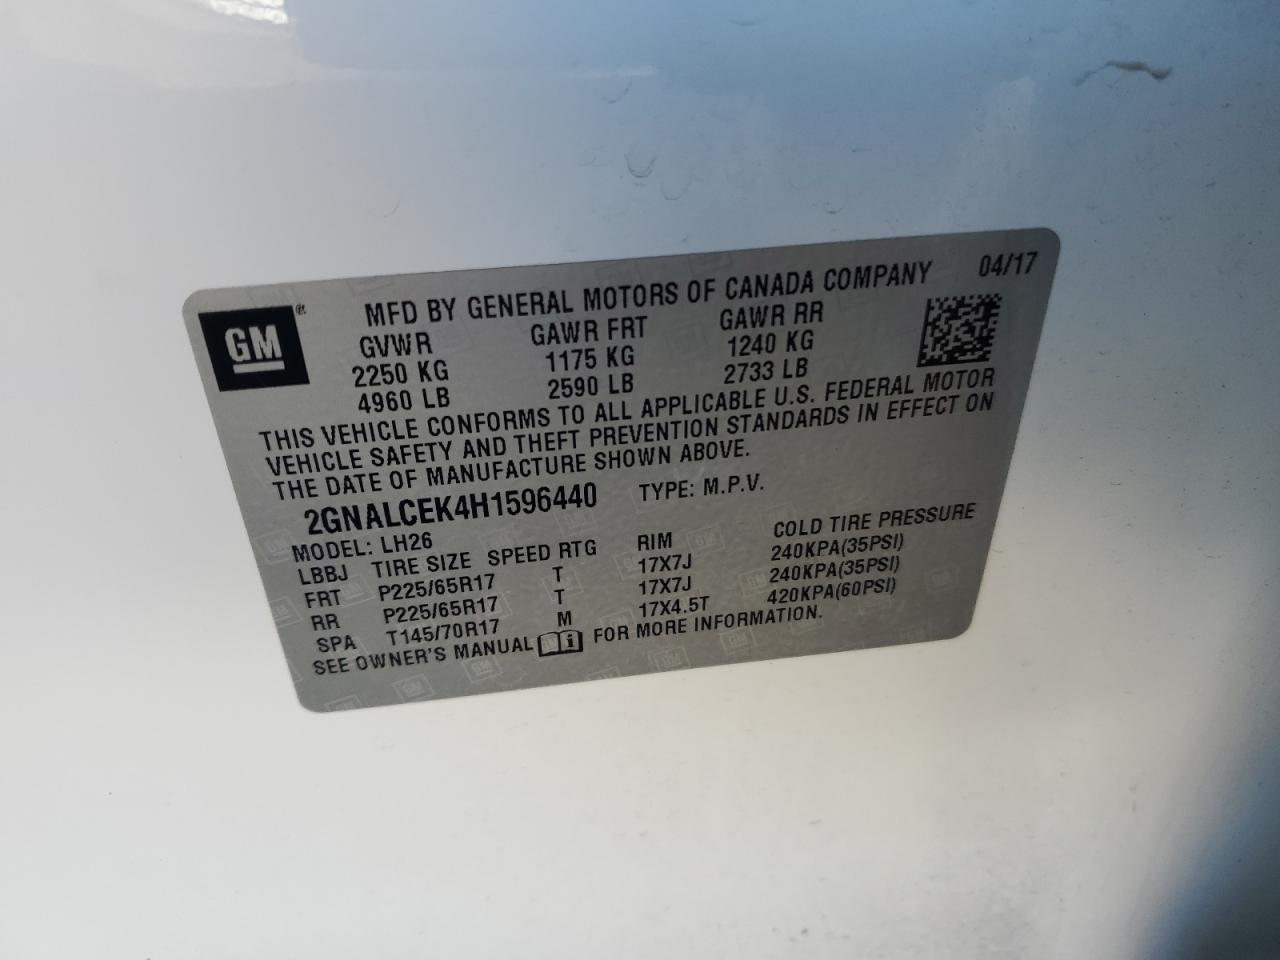 GM®
MFD BY GENERAL MOTORS OF CANADA COMPANY 04/17
GVWR GAWR FRT GAWR RR
2250 KG 1175 KG 1240 KG
4960 LB 2590 LB 2733 LB
THIS VEHICLE CONFORMS TO ALL APPLICABLE U.S. FEDERAL MOTOR
VEHICLE SAFETY AND THEFT PREVENTION STANDARDS IN EFFECT ON
THE DATE OF MANUFACTURE SHOWN ABOVE.
2GNALCEK4H1596440 TYPE: M.P.V.
MODEL: LH26
LBBJ TIRE SIZE SPEED RTG RIM COLD TIRE PRESSURE
FRT P225/65R17 T 17X7J 240KPA(35PSI)
RR P225/65R17 T 17X7J 240KPA(35PSI)
SPA T145/70R17 M 17X4.5T 420KPA(60PSI)
SEE OWNER'S MANUAL i FOR MORE INFORMATION.